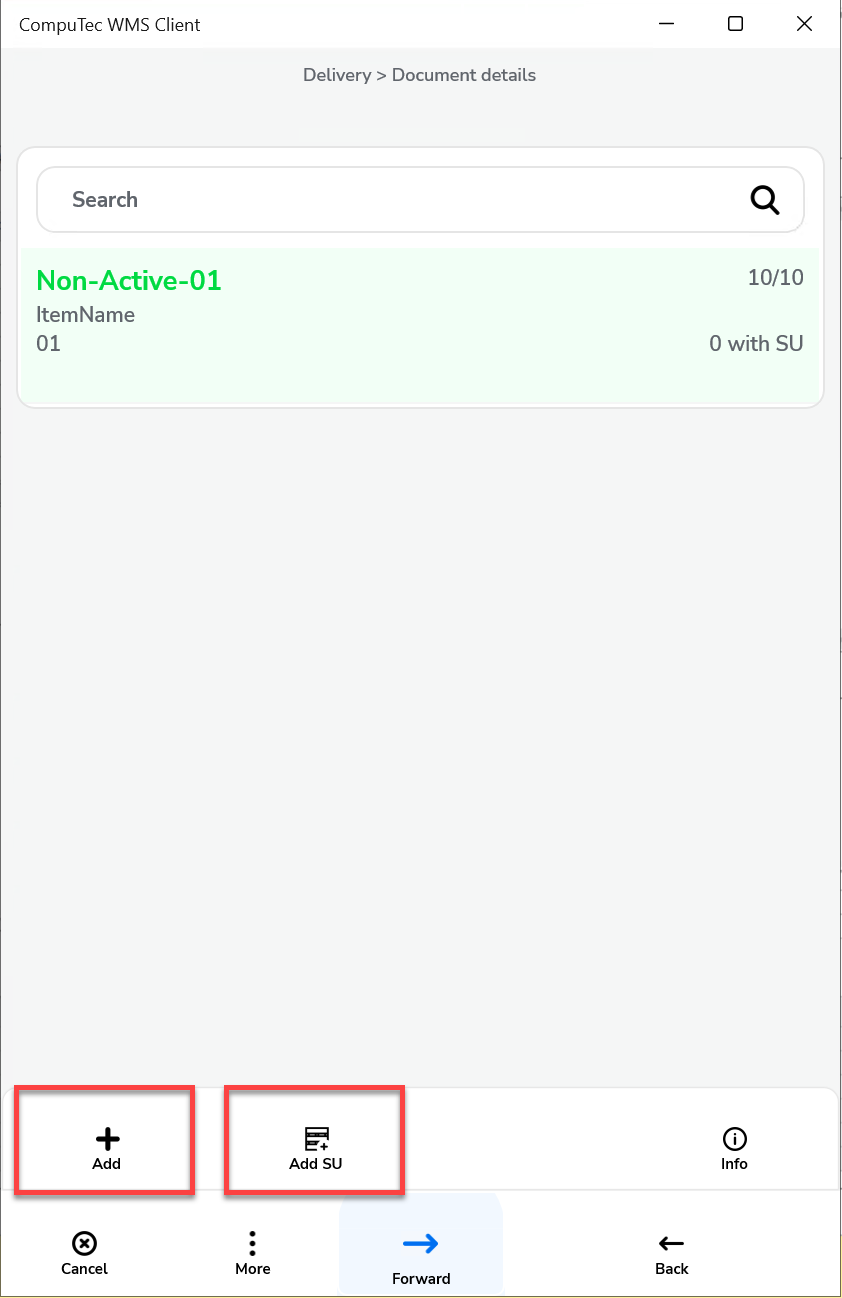 CompuTec WMS Client
Delivery > Document details
Search
Non-Active-01
10/10
ItemName
01
0 with SU
Add
Add SU
Info
Cancel
More
Forward
Back